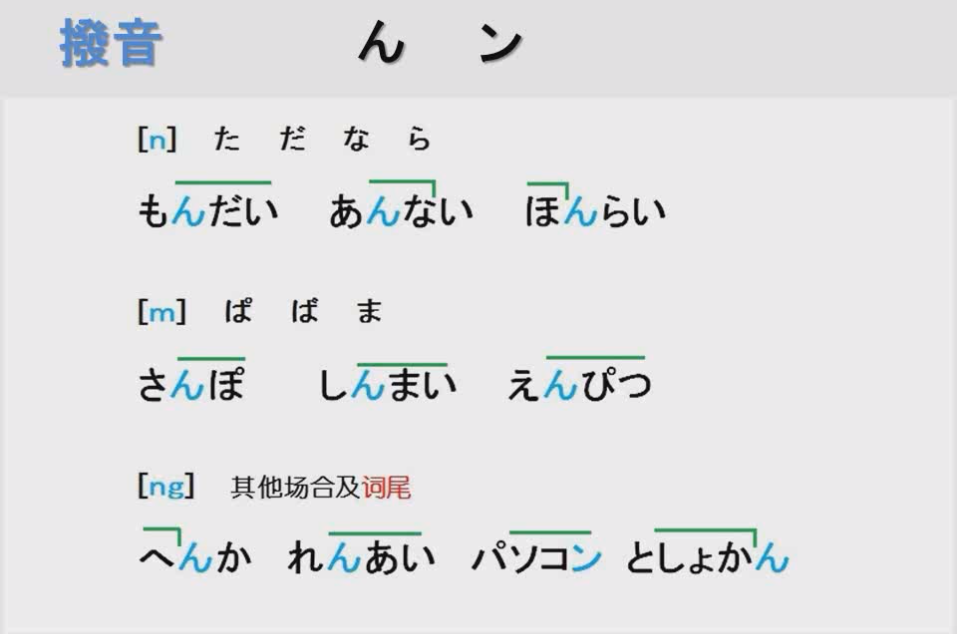 撥音 ん ン
[n] た だ な ら
もんだい あんない ほんらい
[m] ぱ ば ま
さんぽ しんまい えんぴつ
[ng] 其他场合及词尾
へんか れんあい パソコン としょかん